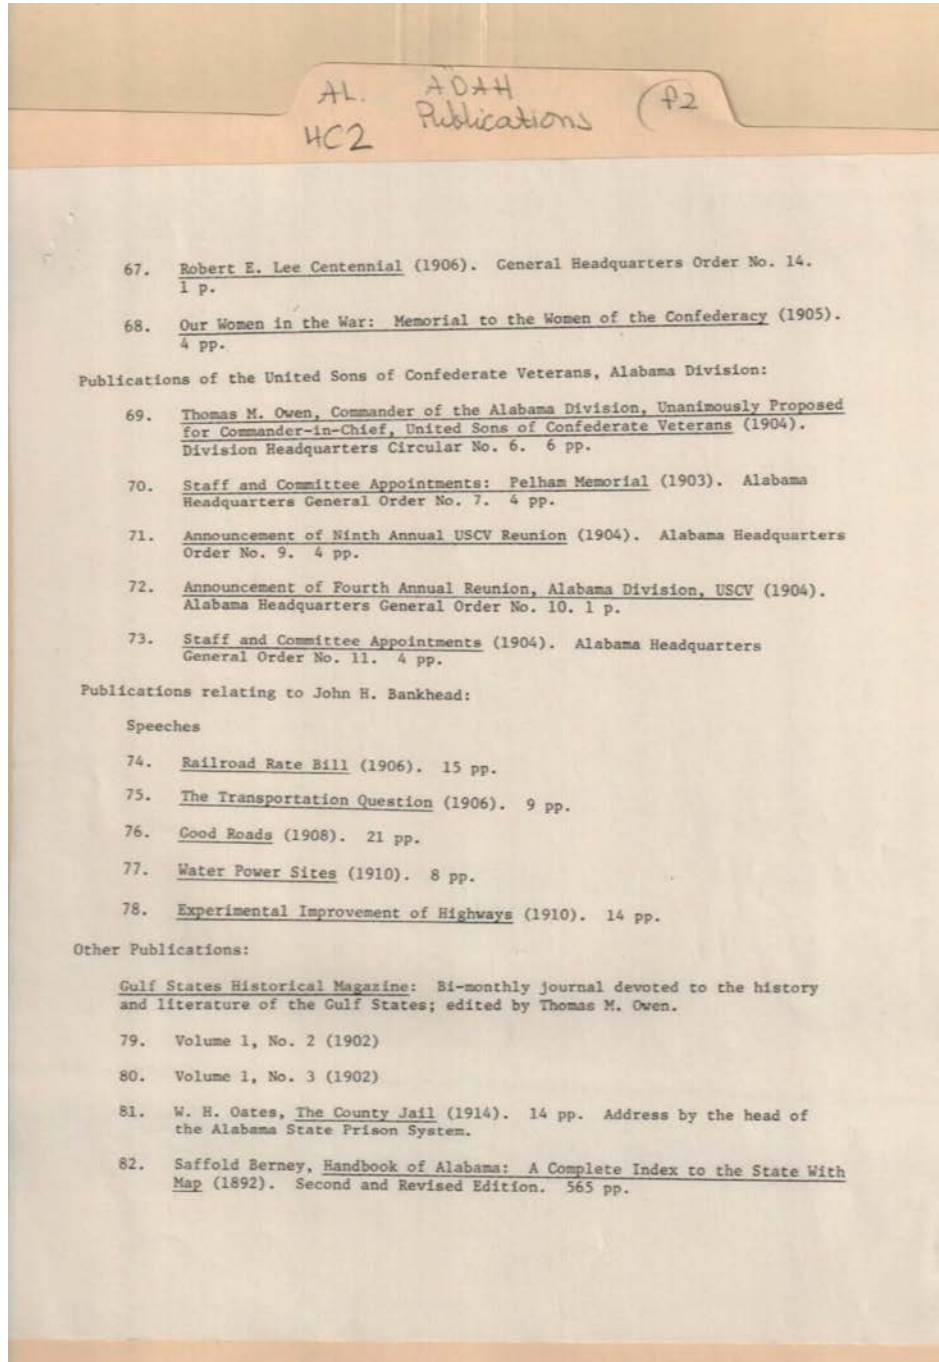 AL. ADAH (P2
4C2 Publications
67. Robert E. Lee Centennial (1906). General Headquarters Order No. 14.
1 p.
68. Our Women in the War: Memorial to the Women of the Confederacy (1905).
4 pp.
Publications of the United Sons of Confederate Veterans, Alabama Division:
69. Thomas M. Owen, Commander of the Alabama Division, Unanimously Proposed
for Commander-in-Chief, United Sons of Confederate Veterans (1904).
Division Headquarters Circular No. 6. 6 pp.
70. Staff and Committee Appointments: Pelham Memorial (1903). Alabama
Headquarters General Order No. 7. 4 pp.
71. Announcement of Ninth Annual USCV Reunion (1904). Alabama Headquarters
Order No. 9. 4 pp.
72. Announcement of Fourth Annual Reunion, Alabama Division, USCV (1904).
Alabama Headquarters General Order No. 10. 1 p.
73. Staff and Committee Appointments (1904). Alabama Headquarters
General Order No. 11. 4 pp.
Publications relating to John H. Bankhead:
Speeches
74. Railroad Rate Bill (1906). 15 pp.
75. The Transportation Question (1906). 9 pp.
76. Good Roads (1908). 21 pp.
77. Water Power Sites (1910). 8 pp.
78. Experimental Improvement of Highways (1910). 14 pp.
Other Publications:
Gulf States Historical Magazine: Bi-monthly journal devoted to the history
and literature of the Gulf States; edited by Thomas M. Owen.
79. Volume 1, No. 2 (1902)
80. Volume 1, No. 3 (1902)
81. W. H. Oates, The County Jail (1914). 14 pp. Address by the head of
the Alabama State Prison System.
82. Saffold Berney, Handbook of Alabama: A Complete Index to the State With
Map (1892). Second and Revised Edition. 565 pp.